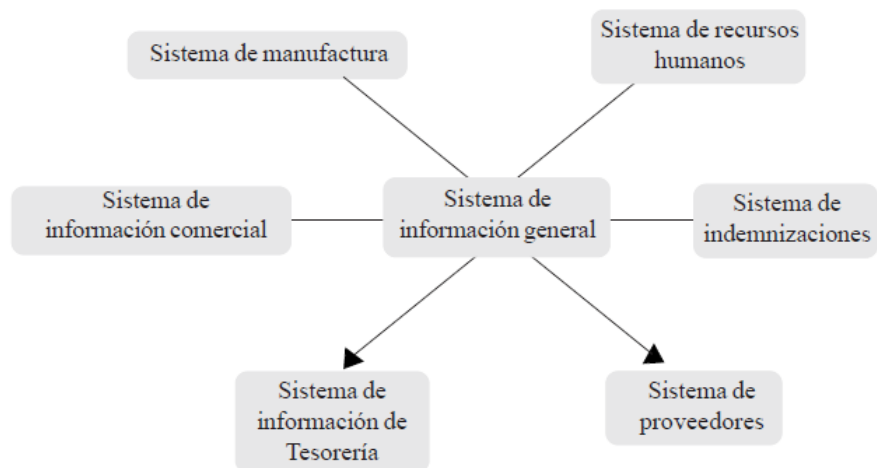 Sistema de manufactura
Sistema de recursos
humanos
Sistema de
información comercial
Sistema de
información general
Sistema de
indemnizaciones
Sistema de
información de
Tesorería
Sistema de
proveedores